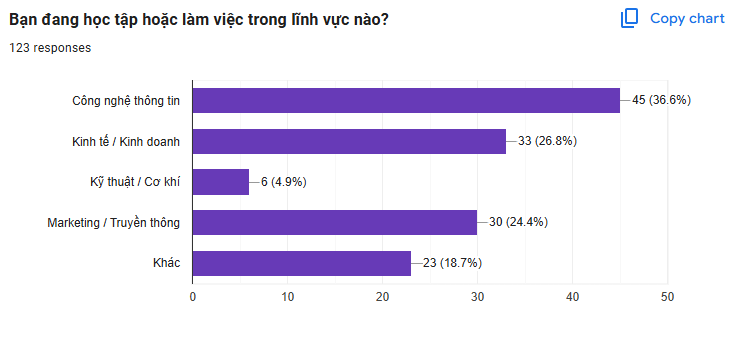 Bạn đang học tập hoặc làm việc trong lĩnh vực nào?
Copy chart
123 responses
Công nghệ thông tin 45 (36.6%)
Kinh tế / Kinh doanh 33 (26.8%)
Kỹ thuật / Cơ khí 6 (4.9%)
Marketing / Truyền thông 30 (24.4%)
Khác 23 (18.7%)
0 10 20 30 40 50